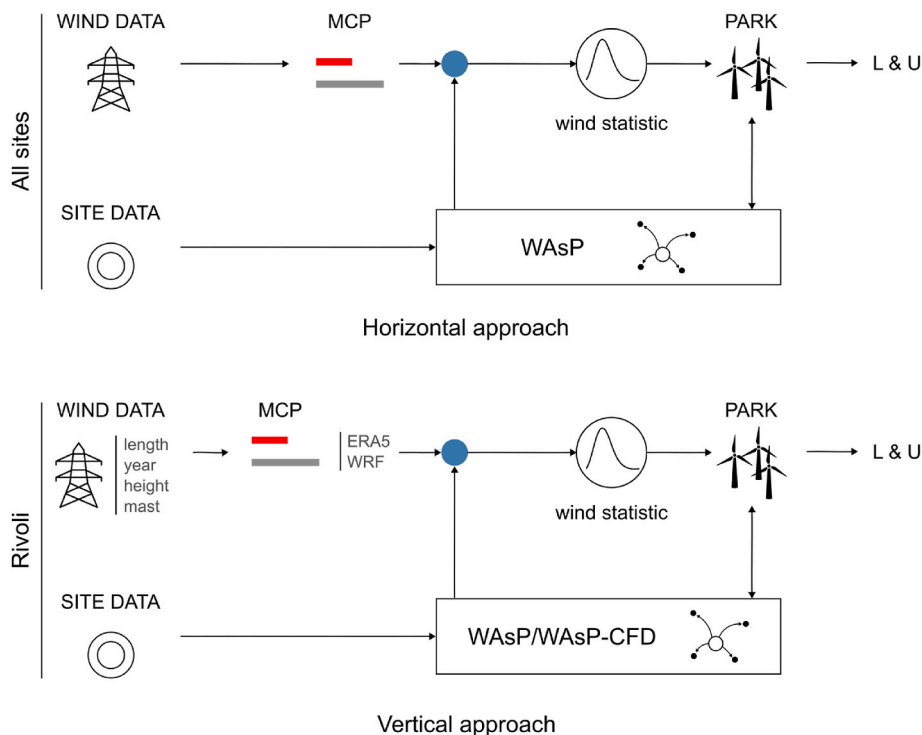 WIND DATA
MCP
PARK
L & U
wind statistic
All sites
SITE DATA
WAsP
Horizontal approach
WIND DATA
MCP
PARK
length
year
height
mast
ERA5
WRF
L & U
wind statistic
Rivoli
SITE DATA
WAsP/WAsP-CFD
Vertical approach